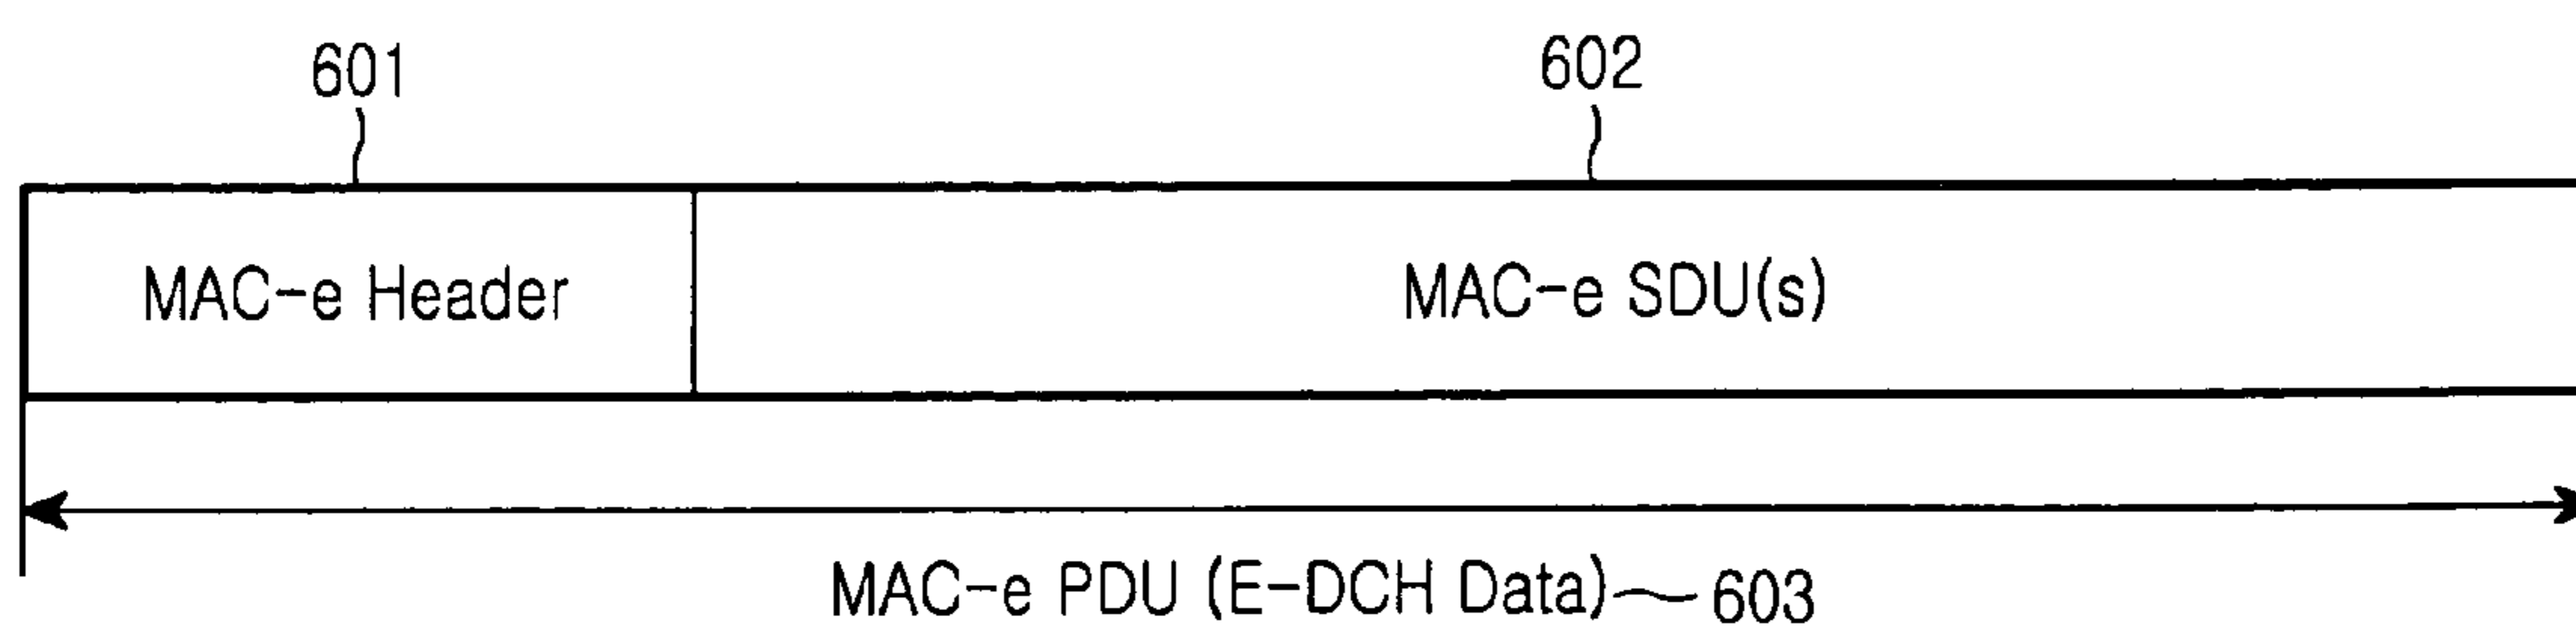 601 602
MAC-e Header MAC-e SDU(s)
MAC-e PDU (E-DCH Data) 603